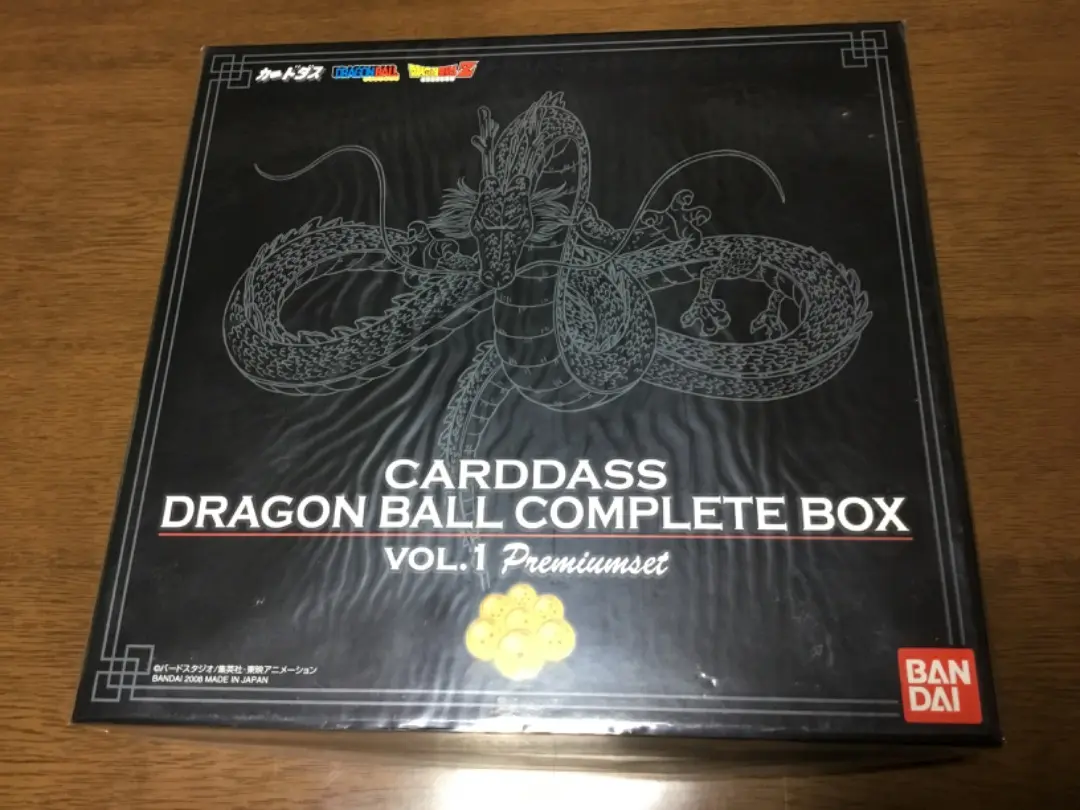 カードダス DRAGON BALL DRAGON BALL Z
CARDDASS
DRAGON BALL COMPLETE BOX
VOL.1 Premiumset
©バードスタジオ/集英社・東映アニメーション
BANDAI 2008 MADE IN JAPAN
BAN
DAI